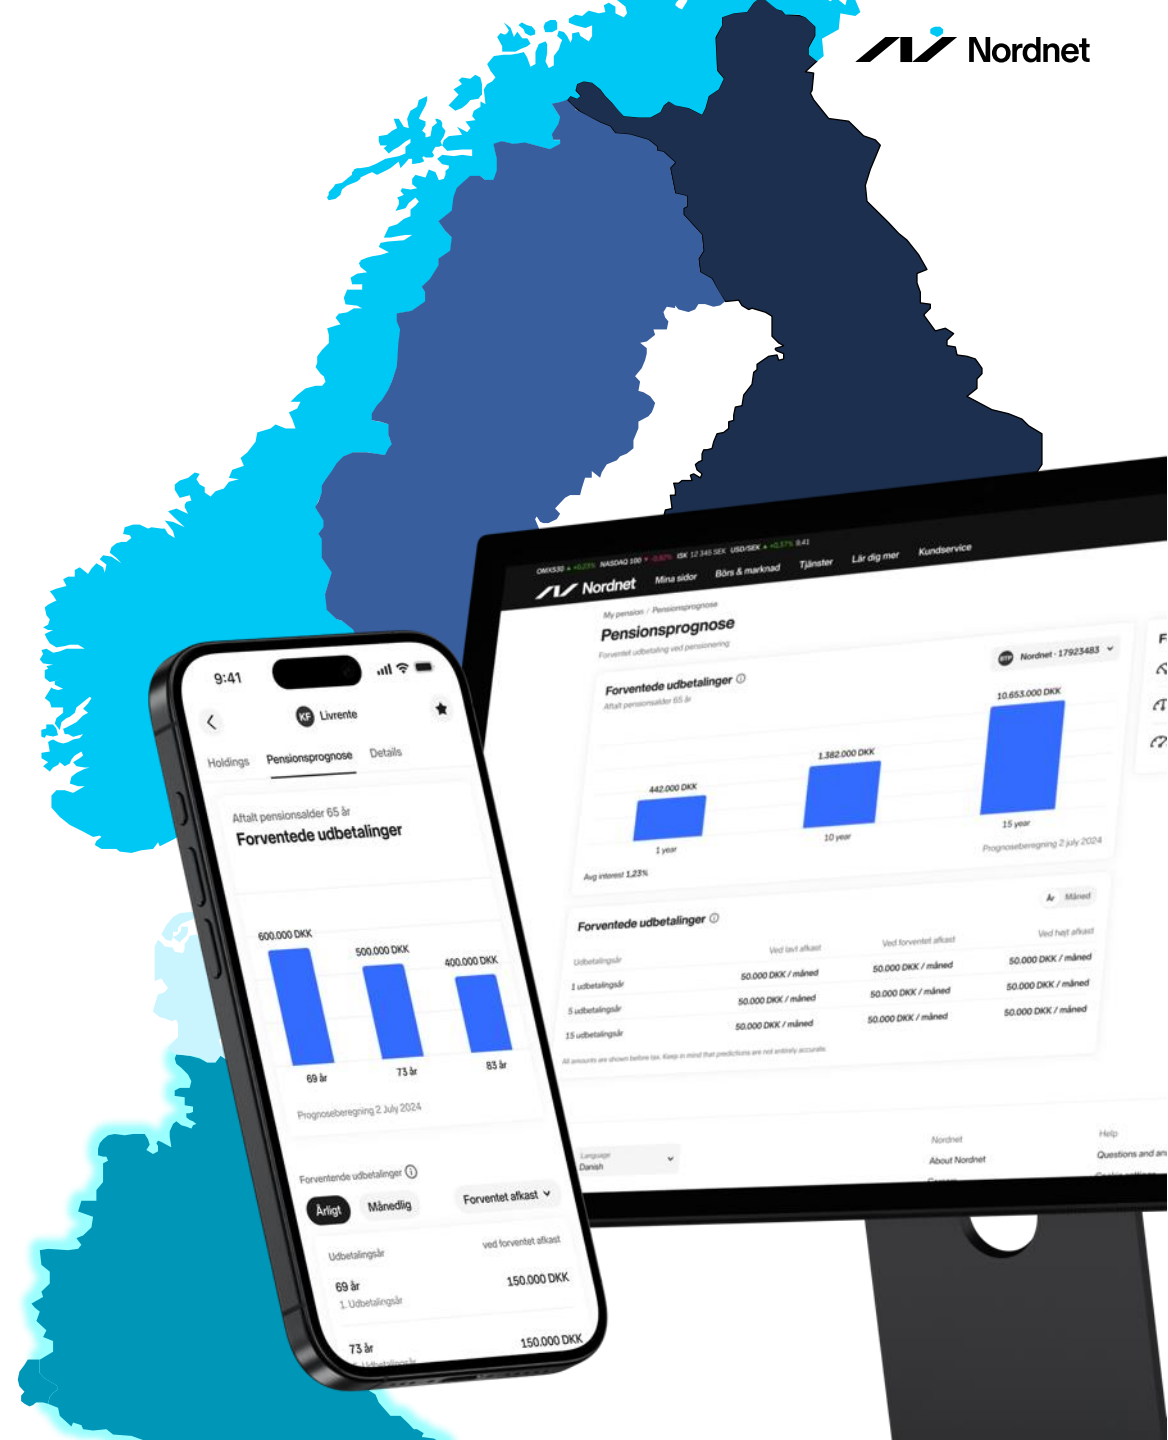 Nordnet
OMXS30 ▲ +0,23% NASDAQ 100 ▼ -0,92% ISK 12 345 SEK USD/SEK ▲ +0,57% 9.41
Nordnet Mina sidor Börs & marknad Tjänster Lär dig mer Kundservice
My pension / Pensionsprognose
Pensionsprognose
Forventet udbetaling ved pensionering
Forventede udbetalinger
Aftalt pensionsalder 65 år
Nordnet - 17923483
442.000 DKK
1.382.000 DKK
10.653.000 DKK
1 year
10 year
15 year
Avg interest 1,23%
Prognoseberegning 2 july 2024
Forventede udbetalinger
År Måned
Udbetalingsår Ved lavt afkast Ved forventet afkast Ved højt afkast
1 udbetalingsår 50.000 DKK / måned 50.000 DKK / måned 50.000 DKK / måned
5 udbetalingsår 50.000 DKK / måned 50.000 DKK / måned 50.000 DKK / måned
15 udbetalingsår 50.000 DKK / måned 50.000 DKK / måned 50.000 DKK / måned
All amounts are shown before tax. Keep in mind that predictions are not entirely accurate.
Language
Danish
Nordnet
About Nordnet
Help
Questions and
9:41
KF Livrente
Holdings Pensionsprognose Details
Aftalt pensionsalder 65 år
Forventede udbetalinger
600.000 DKK
500.000 DKK
400.000 DKK
69 år
73 år
83 år
Prognoseberegning 2 July 2024
Forventende udbetalinger
Årligt Månedlig Forventet afkast
Udbetalingsår ved forventet afkast
69 år 150.000 DKK
1. Udbetalingsår
73 år 150.000 DKK